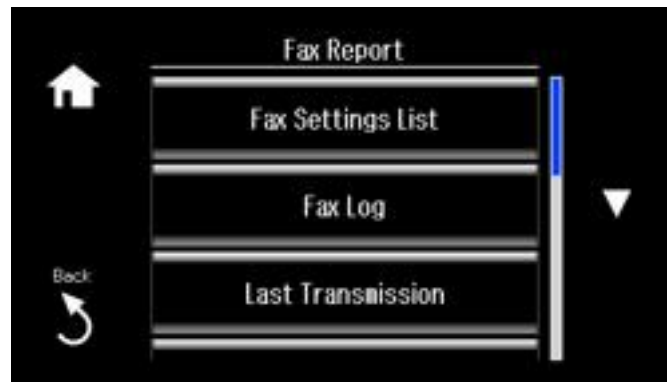 Fax Report
Fax Settings List
Fax Log
Last Transmission
Back